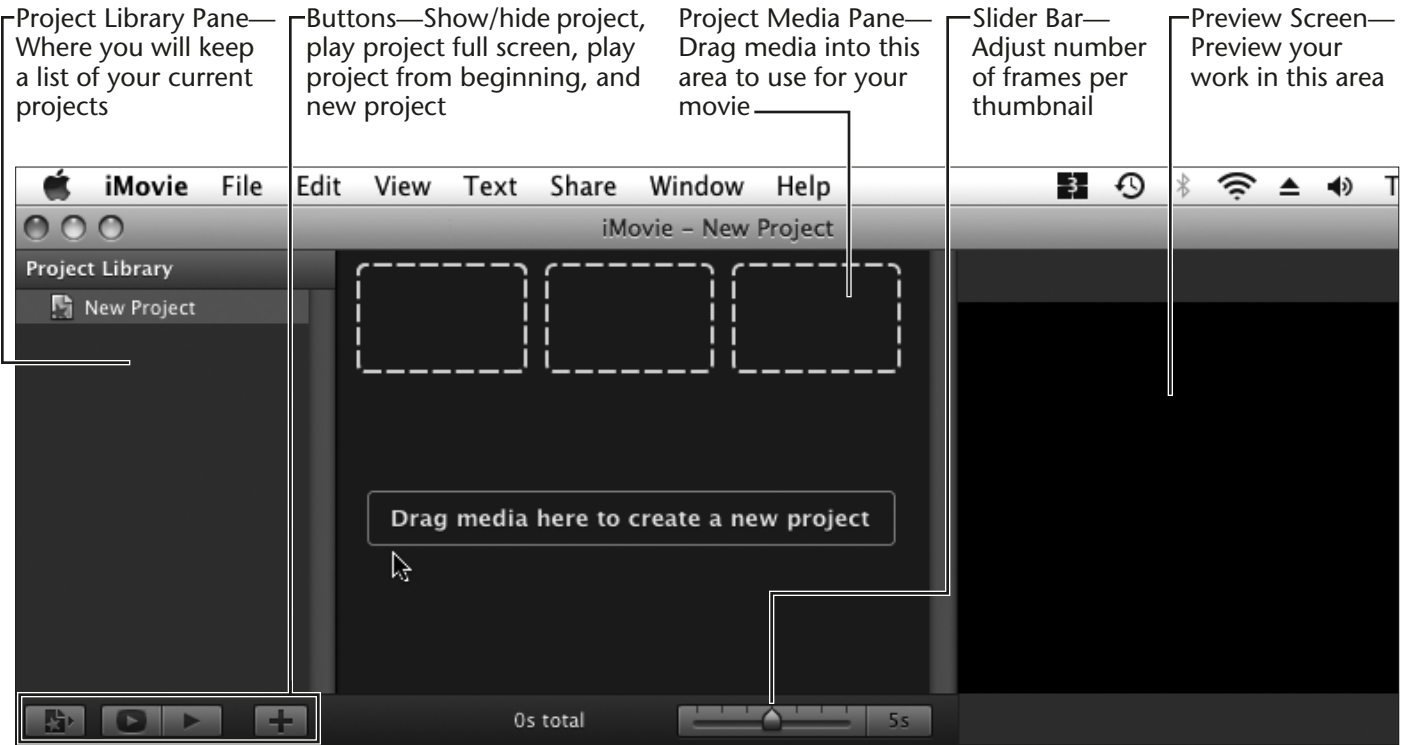 Project Library Pane—
Where you will keep
a list of your current
projects
Buttons—Show/hide project,
play project full screen, play
project from beginning, and
new project
Project Media Pane—
Drag media into this
area to use for your
movie
Slider Bar—
Adjust number
of frames per
thumbnail
Preview Screen—
Preview your
work in this area
iMovie File Edit View Text Share Window Help 3 T
iMovie – New Project
Project Library
New Project
Drag media here to create a new project
0s total
5s